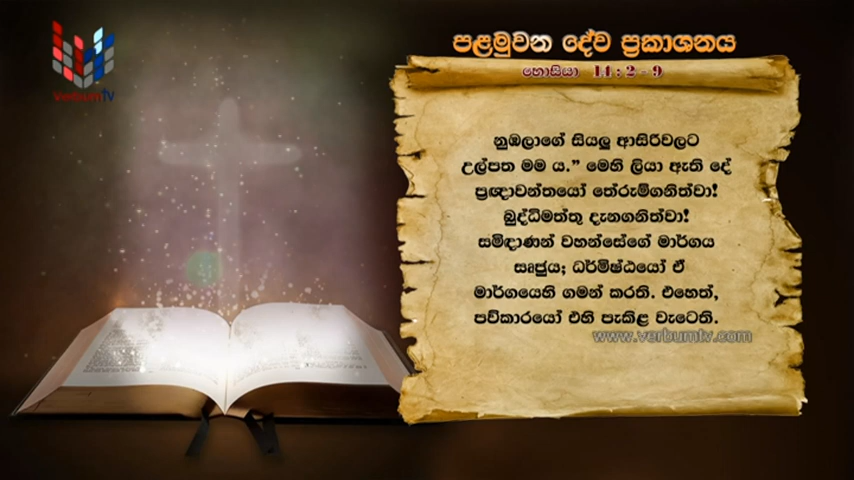 VerbumTV
පළමුවන දේව ප්‍රකාශනය
හොසියා 14 : 2 - 9
නුඹලාගේ සියලු ආසිරිවලට
උල්පත මම ය.” මෙහි ලියා ඇති දේ
ප්‍රඥාවන්තයෝ තේරුම්ගනිත්වා!
බුද්ධිමත්තු දැනගනිත්වා!
සමිඳාණන් වහන්සේගේ මාර්ගය
සෘජුය; ධර්මිෂ්ඨයෝ ඒ
මාර්ගයෙහි ගමන් කරති. එහෙත්,
පව්කාරයෝ එහි පැකිළ වැටෙති.
www.verbumtv.com